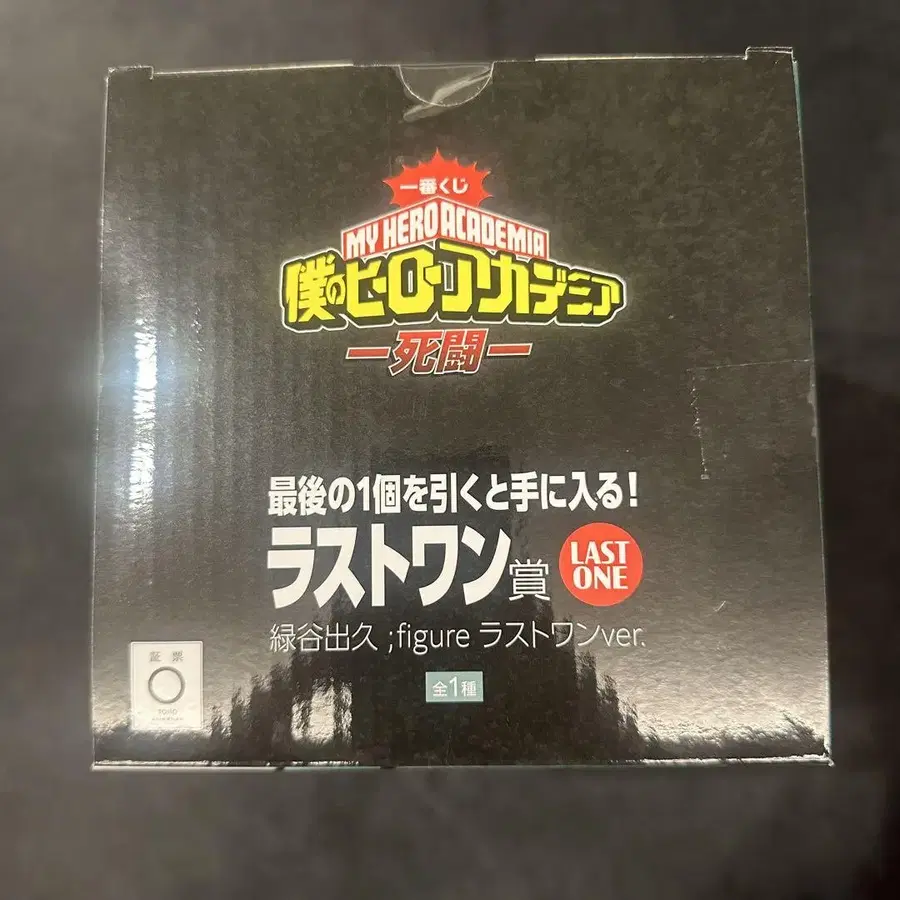 一番くじ
MY HERO ACADEMIA
僕のヒーローアカデミア
ー死闘ー
最後の1個を引くと手に入る!
ラストワン賞
LAST
ONE
緑谷出久 ;figure ラストワンver.
全1種
証 票
TOHO